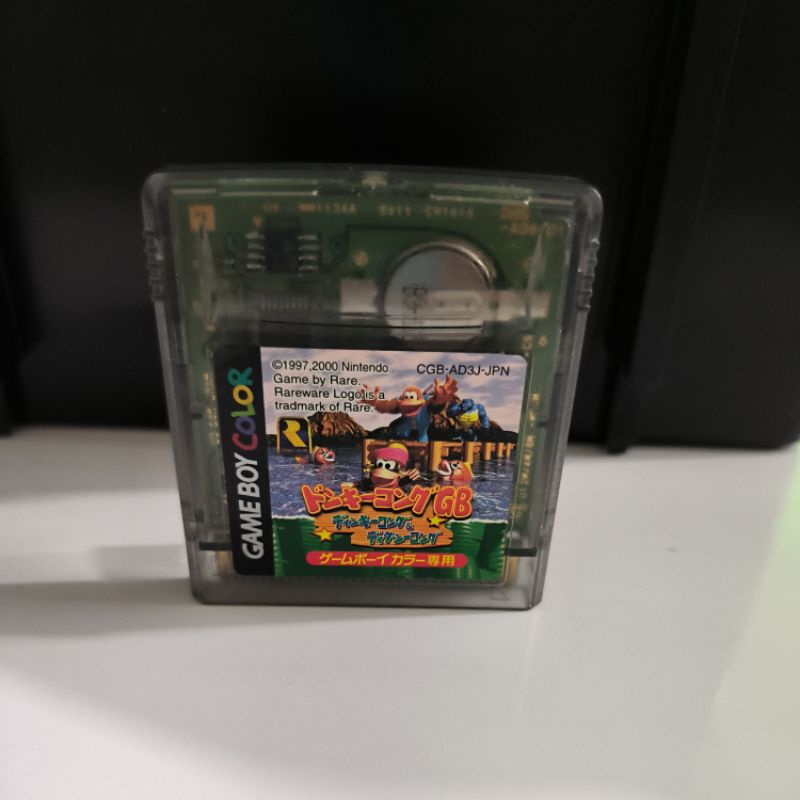 MM1134A
GAME BOY COLOR
©1997,2000 Nintendo.
Game by Rare.
Rareware Logo is a
trademark of Rare.
CGB-AD3J-JPN
R
ドンキーコングGB
ディンキーコング&
ディクシーコング
ゲームボーイカラー専用